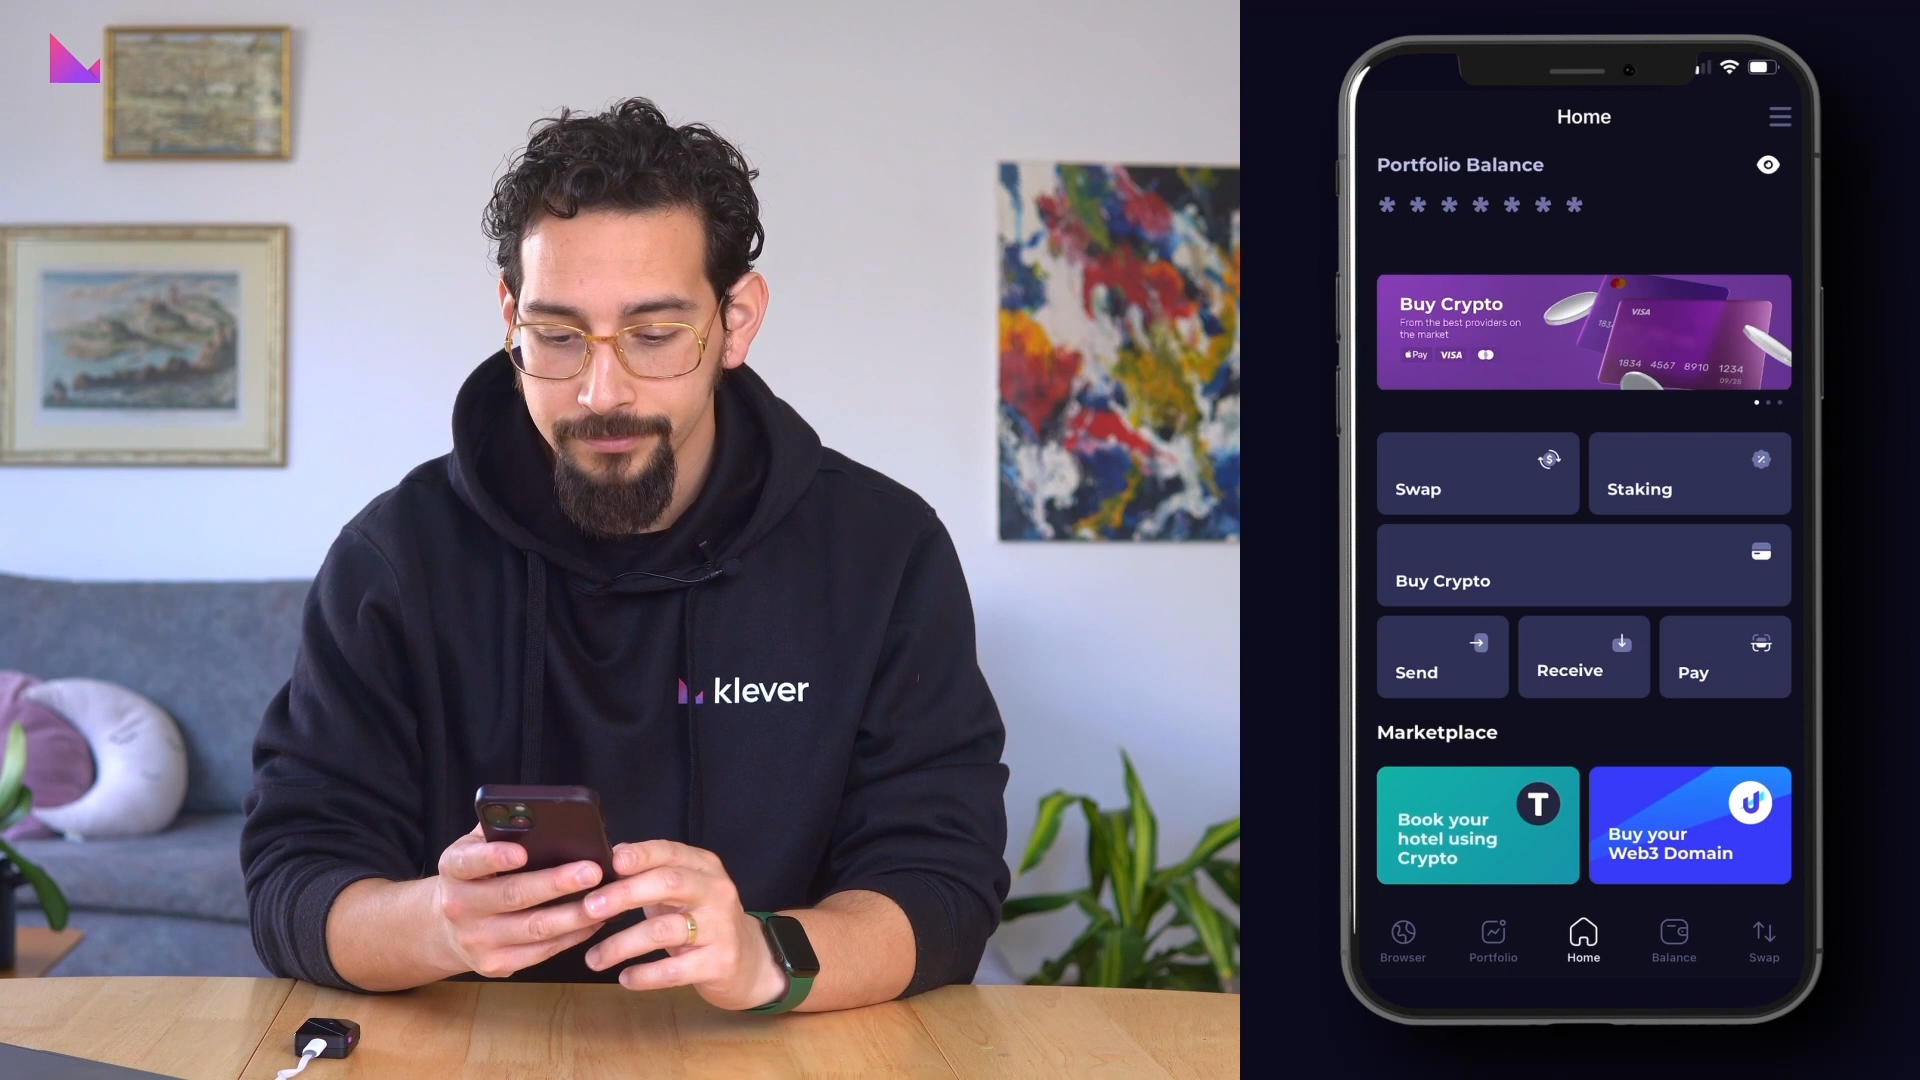 klever
Home
Portfolio Balance
* * * * * * *
Buy Crypto
From the best providers on
the market
Pay VISA
VISA
183
1834 4567 8910 1234
09/25
Swap
Staking
Buy Crypto
Send
Receive
Pay
Marketplace
Book your
hotel using
Crypto
T
Buy your
Web3 Domain
Browser
Portfolio
Home
Balance
Swap